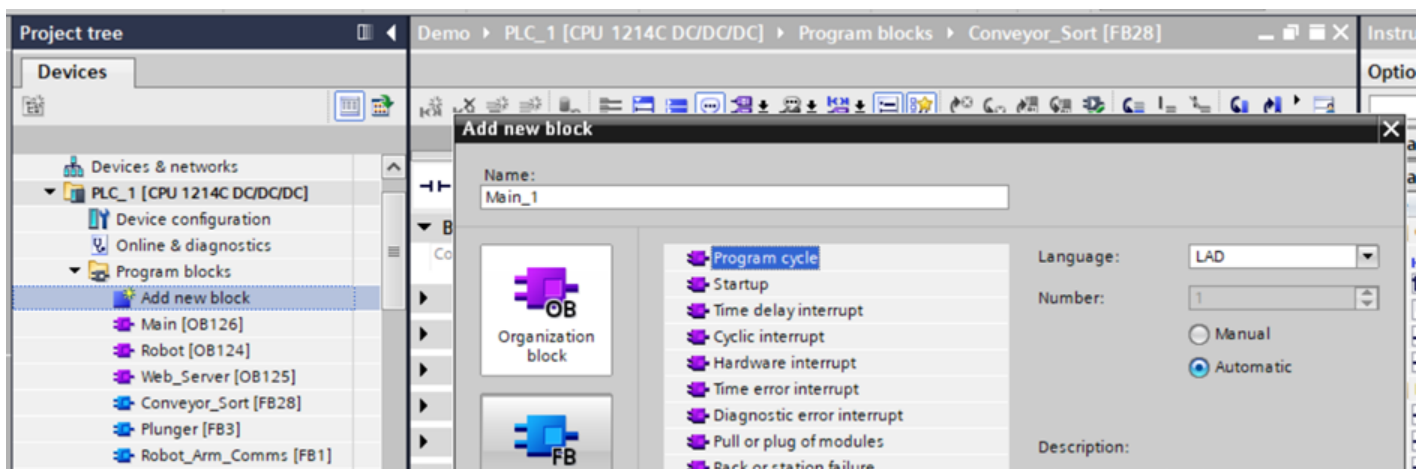 Project tree
Demo ▸ PLC_1 [CPU 1214C DC/DC/DC] ▸ Program blocks ▸ Conveyor_Sort [FB28]
Devices
Add new block
Devices & networks
PLC_1 [CPU 1214C DC/DC/DC]
Device configuration
Online & diagnostics
Program blocks
Add new block
Main [OB126]
Robot [OB124]
Web_Server [OB125]
Conveyor_Sort [FB28]
Plunger [FB3]
Robot_Arm_Comms [FB1]
Name:
Main_1
OB
Organization
block
FB
Program cycle
Startup
Time delay interrupt
Cyclic interrupt
Hardware interrupt
Time error interrupt
Diagnostic error interrupt
Pull or plug of modules
Rack or station failure
Language:
LAD
Number:
1
Manual
Automatic
Description: